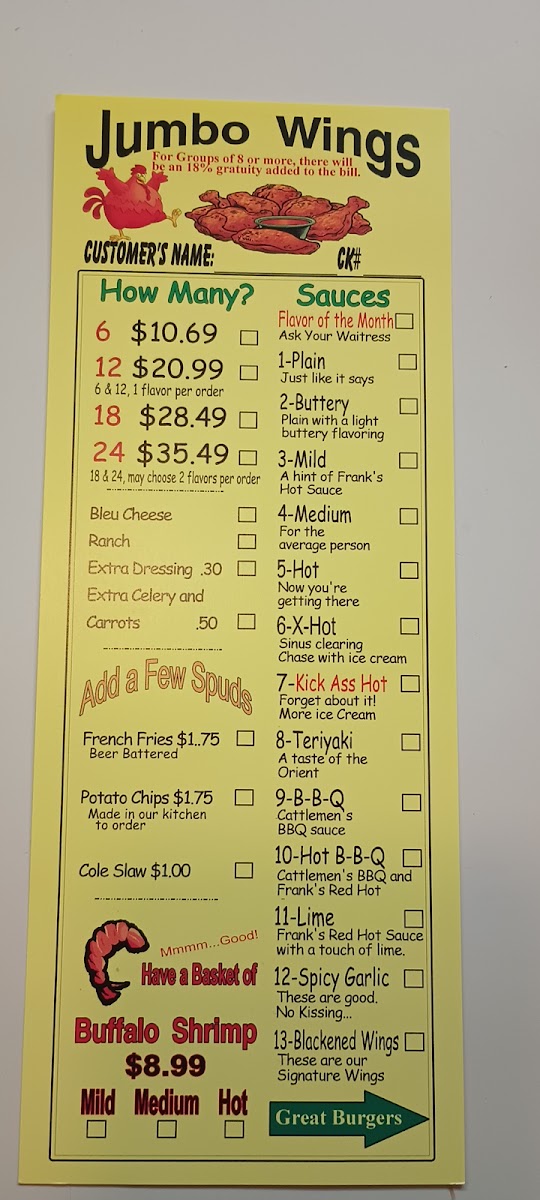 Jumbo Wings
For Groups of 8 or more, there will
be an 18% gratuity added to the bill.
CUSTOMER'S NAME:
CK#
How Many?
6 $10.69
12 $20.99
6 & 12, 1 flavor per order
18 $28.49
24 $35.49
18 & 24, may choose 2 flavors per order
Bleu Cheese
Ranch
Extra Dressing .30
Extra Celery and
Carrots .50
Add a Few Spuds
French Fries $1..75
Beer Battered
Potato Chips $1.75
Made in our kitchen
to order
Cole Slaw $1.00
Mmmm...Good!
Have a Basket of
Buffalo Shrimp
$8.99
Mild Medium Hot
Sauces
Flavor of the Month
Ask Your Waitress
1-Plain
Just like it says
2-Buttery
Plain with a light
buttery flavoring
3-Mild
A hint of Frank's
Hot Sauce
4-Medium
For the
average person
5-Hot
Now you're
getting there
6-X-Hot
Sinus clearing
Chase with ice cream
7-Kick Ass Hot
Forget about it!
More ice Cream
8-Teriyaki
A taste of the
Orient
9-B-B-Q
Cattlemen's
BBQ sauce
10-Hot B-B-Q
Cattlemen's BBQ and
Frank's Red Hot
11-Lime
Frank's Red Hot Sauce
with a touch of lime.
12-Spicy Garlic
These are good.
No Kissing...
13-Blackened Wings
These are our
Signature Wings
Great Burgers